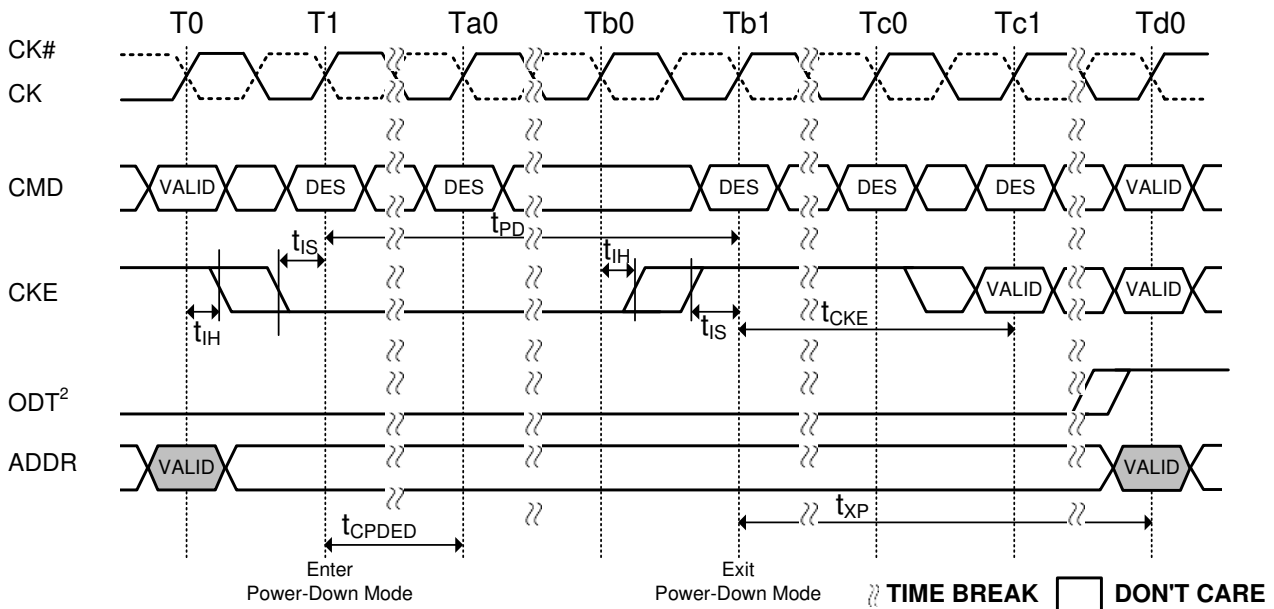 T0 T1 Ta0 Tb0 Tb1 Tc0 Tc1 Td0
CK#
CK
CMD VALID DES DES DES DES DES VALID
tPD
tIS tIH
CKE VALID VALID
tIH tIS tCKE
ODT2
ADDR VALID VALID
tCPDED tXP
Enter
Power-Down Mode
Exit
Power-Down Mode
TIME BREAK DON'T CARE